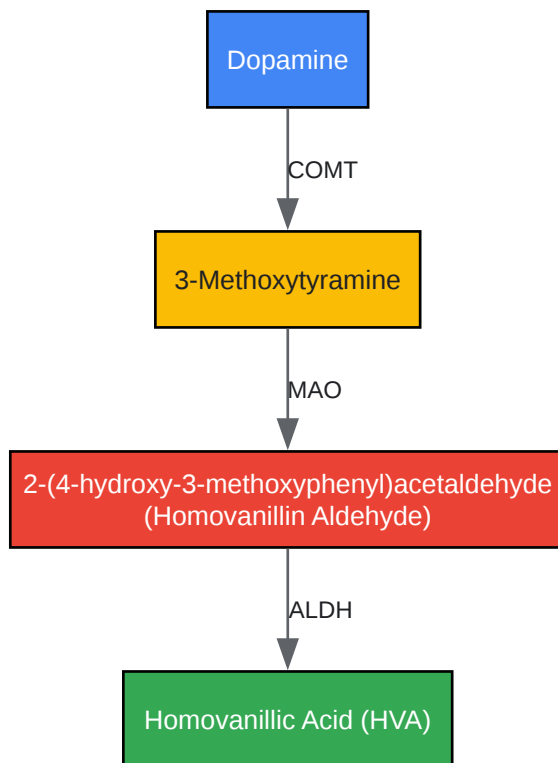 Dopamine
COMT
3-Methoxytyramine
MAO
2-(4-hydroxy-3-methoxyphenyl)acetaldehyde
(Homovanillin Aldehyde)
ALDH
Homovanillic Acid (HVA)